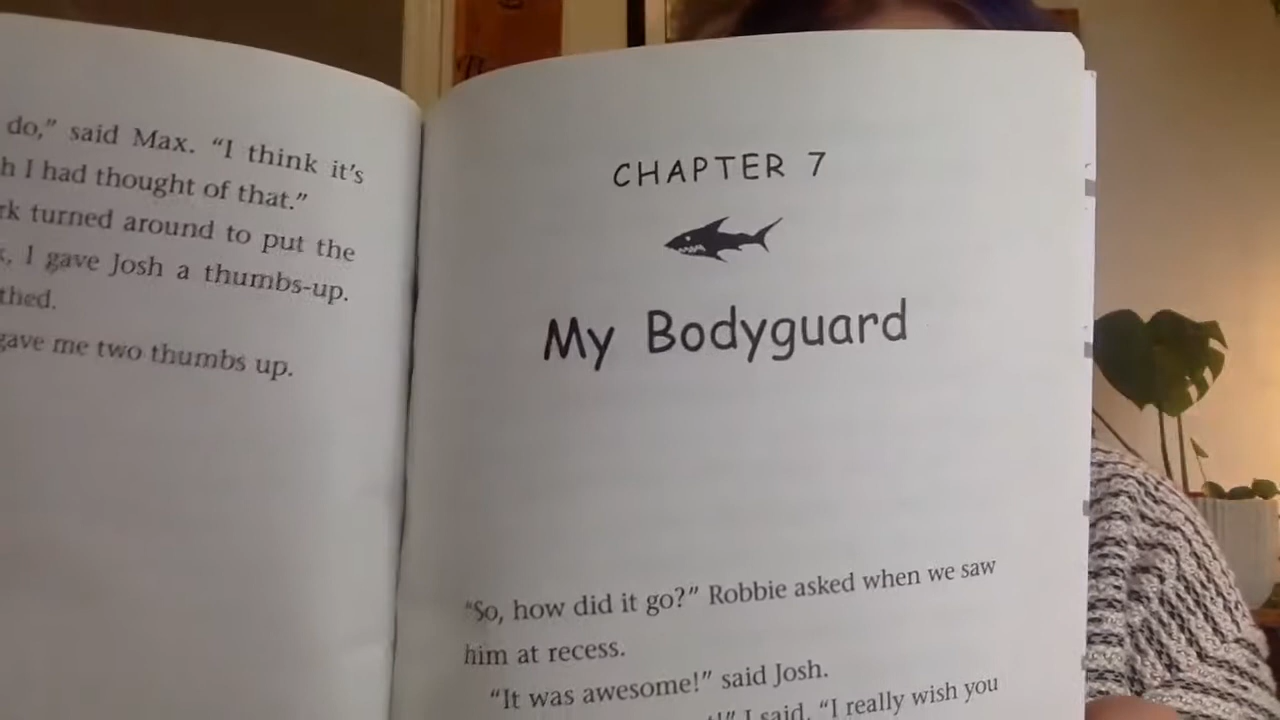 do,” said Max. “I think it’s
h I had thought of that.”
rk turned around to put the
, I gave Josh a thumbs-up.
thed.
gave me two thumbs up.
CHAPTER 7
My Bodyguard
“So, how did it go?” Robbie asked when we saw
him at recess.
“It was awesome!” said Josh.
!” I said. “I really wish you